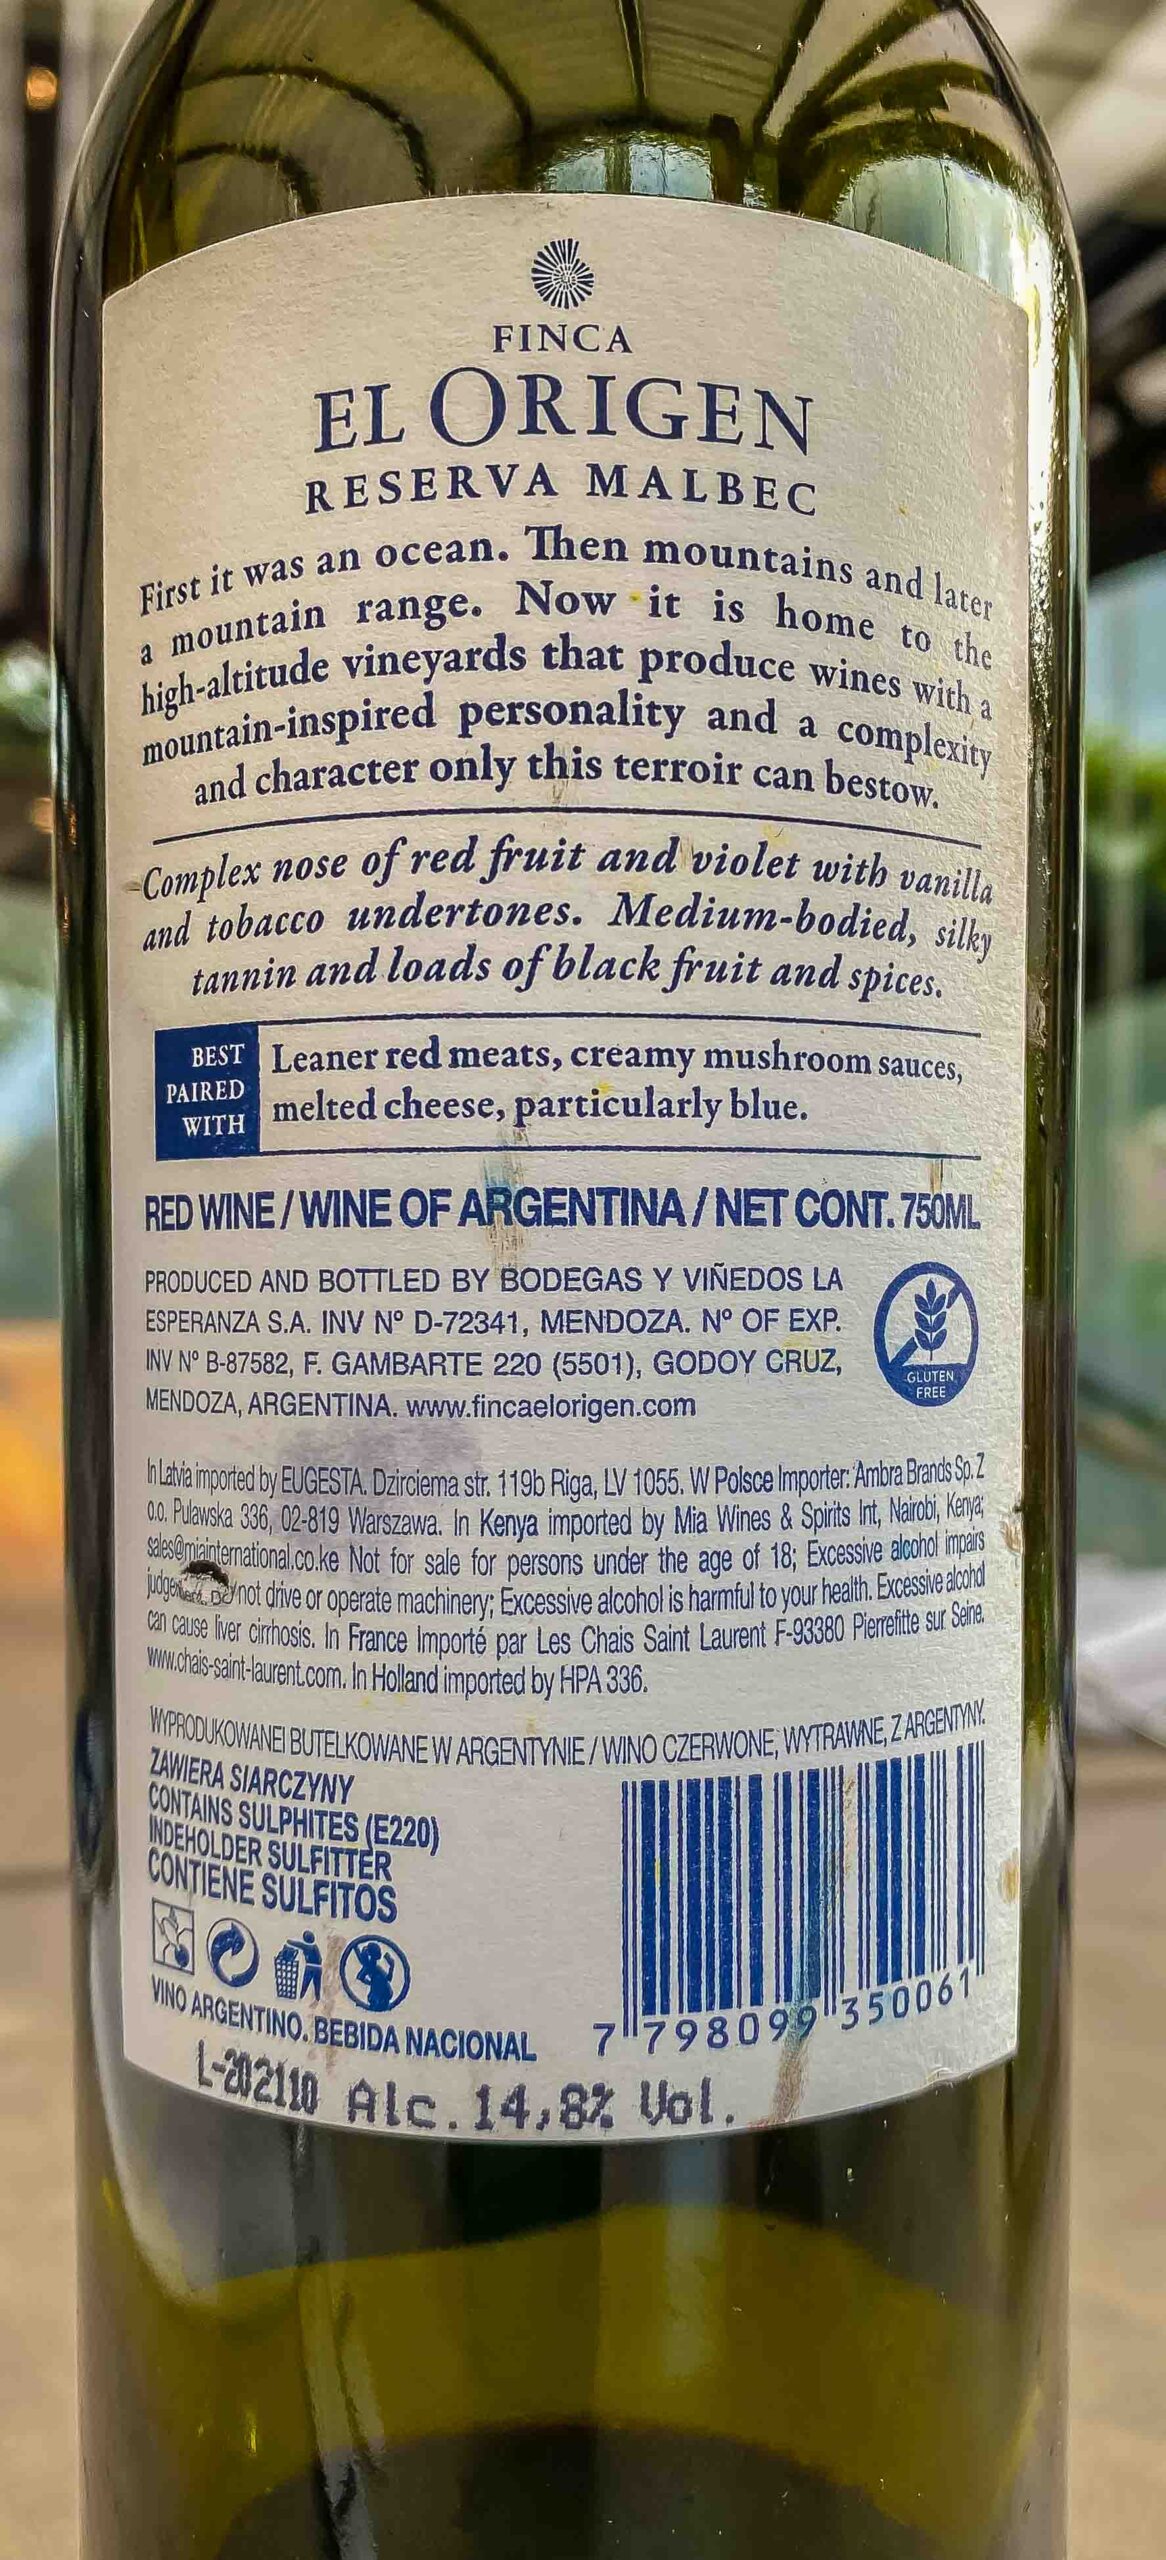 FINCA
EL ORIGEN
RESERVA MALBEC
First it was an ocean. Then mountains and later
a mountain range. Now it is home to the
high-altitude vineyards that produce wines with a
mountain-inspired personality and a complexity
and character only this terroir can bestow.
Complex nose of red fruit and violet with vanilla
and tobacco undertones. Medium-bodied, silky
tannin and loads of black fruit and spices.
BEST
PAIRED
WITH
Leaner red meats, creamy mushroom sauces,
melted cheese, particularly blue.
RED WINE / WINE OF ARGENTINA / NET CONT. 750ML
PRODUCED AND BOTTLED BY BODEGAS Y VIÑEDOS LA
ESPERANZA S.A. INV Nº D-72341, MENDOZA. Nº OF EXP.
INV Nº B-87582, F. GAMBARTE 220 (5501), GODOY CRUZ,
MENDOZA, ARGENTINA. www.fincaelorigen.com
GLUTEN
FREE
In Latvia imported by EUGESTA. Dzirciema str. 119b Riga, LV 1055. W Polsce Importer: Ambra Brands Sp. Z
o.o. Pulawska 336, 02-819 Warszawa. In Kenya imported by Mia Wines & Spirits Int, Nairobi, Kenya;
sales@miainternational.co.ke Not for sale for persons under the age of 18; Excessive alcohol impairs
not drive or operate machinery; Excessive alcohol is harmful to your health. Excessive alcohol
can cause liver cirrhosis. In France Importé par Les Chais Saint Laurent F-93380 Pierrefitte sur Seine.
www.chais-saint-laurent.com. In Holland imported by HPA 336.
WYPRODUKOWANE I BUTELKOWANE W ARGENTYNIE / WINO CZERWONE, WYTRAWNE, Z ARGENTYNY.
ZAWIERA SIARCZYNY
CONTAINS SULPHITES (E220)
INDEHOLDER SULFITTER
CONTIENE SULFITOS
VINO ARGENTINO. BEBIDA NACIONAL
7 798099 350061
L-202110 Alc. 14,8% Vol.